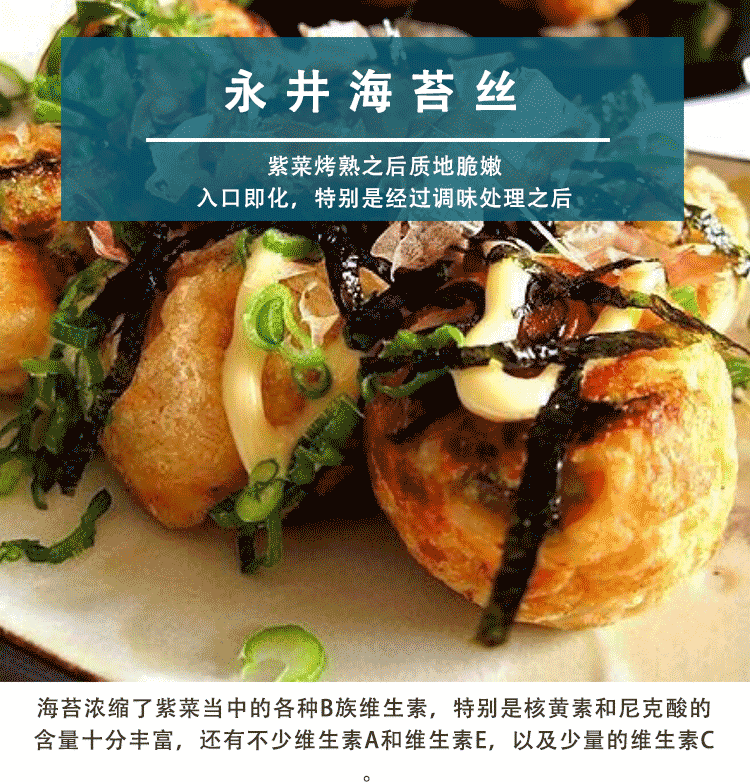 永井海苔丝
紫菜烤熟之后质地脆嫩
入口即化，特别是经过调味处理之后
海苔浓缩了紫菜当中的各种B族维生素，特别是核黄素和尼克酸的
含量十分丰富，还有不少维生素A和维生素E，以及少量的维生素C
。